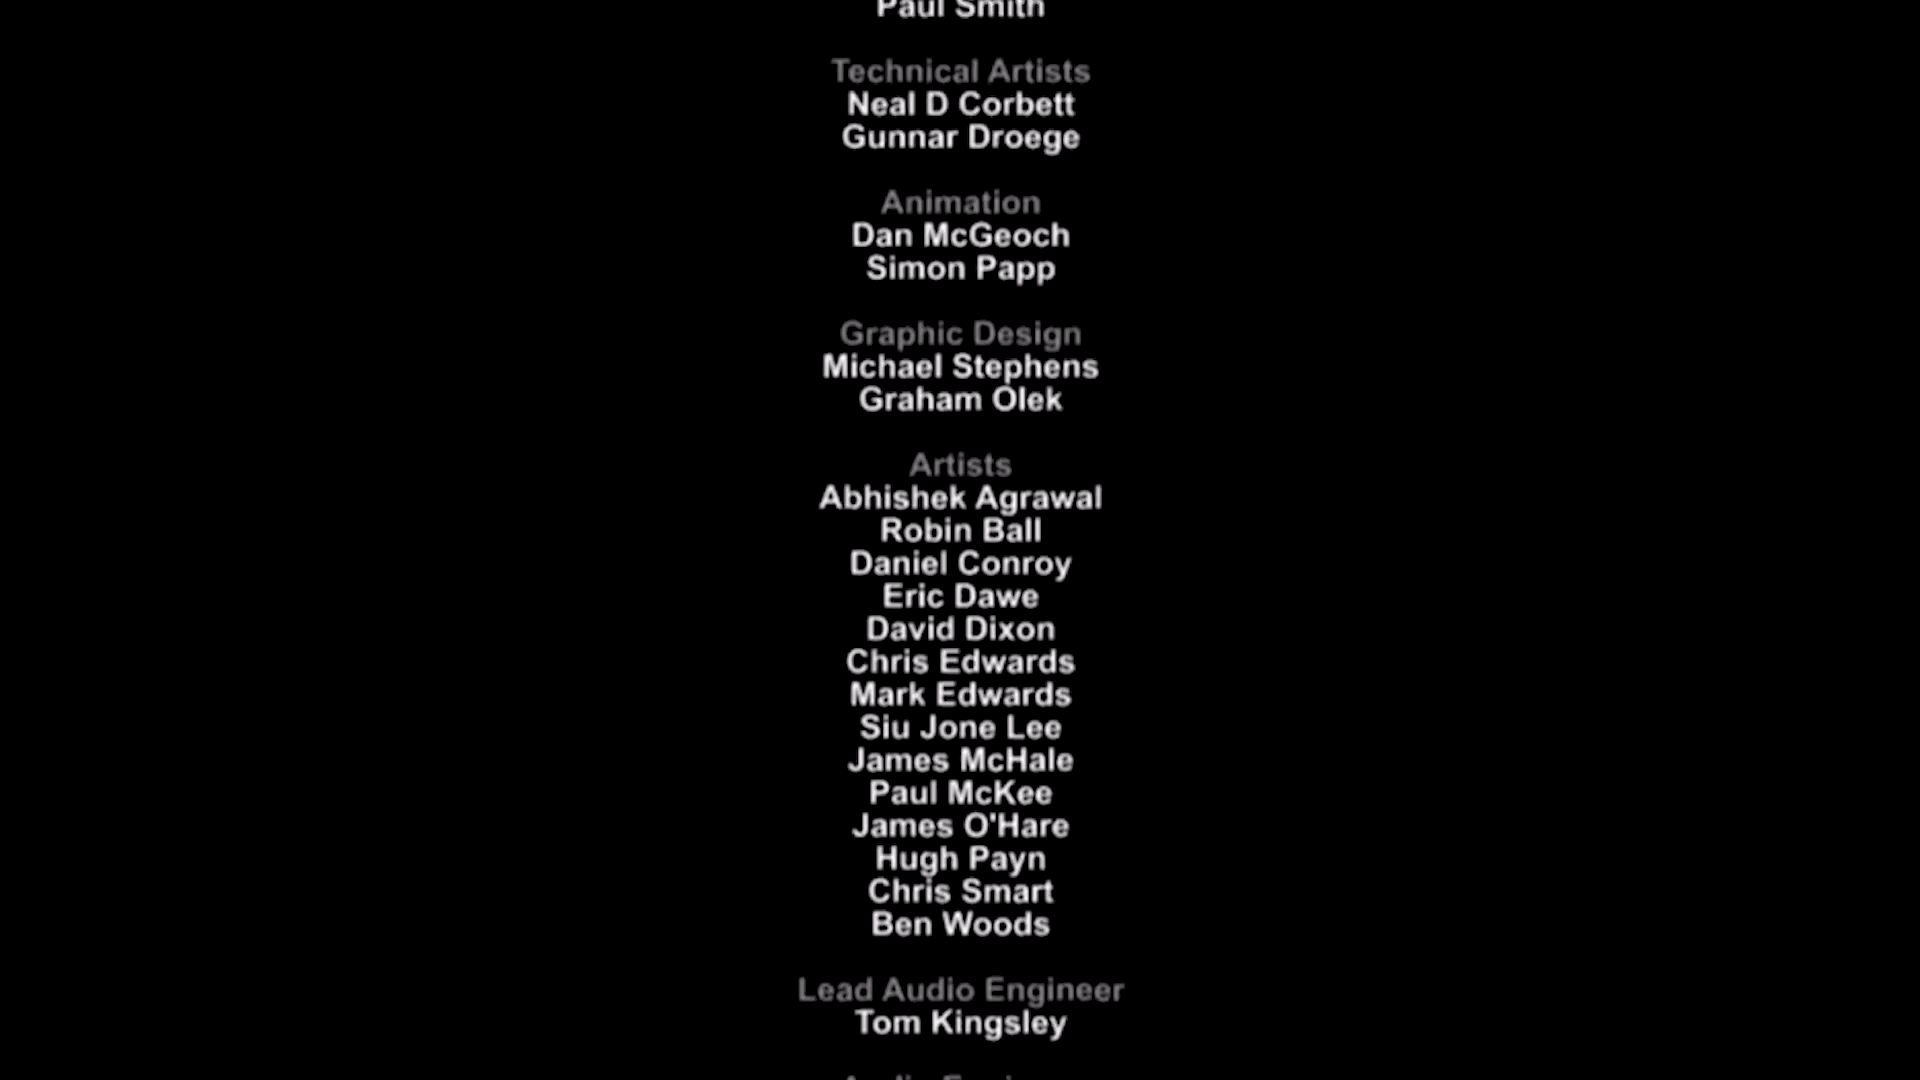 Paul Smith
Technical Artists
Neal D Corbett
Gunnar Droege
Animation
Dan McGeoch
Simon Papp
Graphic Design
Michael Stephens
Graham Olek
Artists
Abhishek Agrawal
Robin Ball
Daniel Conroy
Eric Dawe
David Dixon
Chris Edwards
Mark Edwards
Siu Jone Lee
James McHale
Paul McKee
James O'Hare
Hugh Payn
Chris Smart
Ben Woods
Lead Audio Engineer
Tom Kingsley